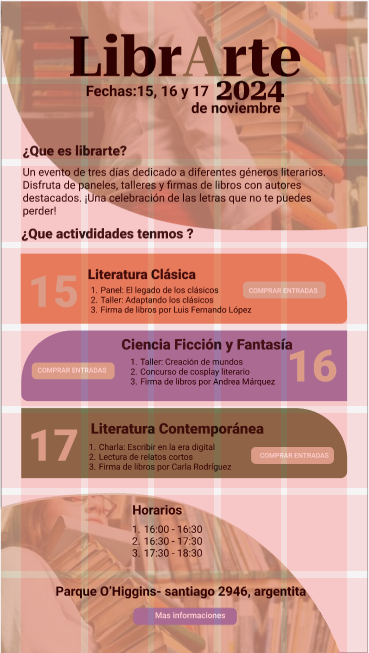 LibrArte
Fechas:15, 16 y 17 2024
de noviembre
¿Que es librarte?
Un evento de tres días dedicado a diferentes géneros literarios.
Disfruta de paneles, talleres y firmas de libros con autores
destacados. ¡Una celebración de las letras que no te puedes
perder!
¿Que activdidades tenmos ?
15
Literatura Clásica
1. Panel: El legado de los clásicos
2. Taller: Adaptando los clásicos
3. Firma de libros por Luis Fernando López
COMPRAR ENTRADAS
Ciencia Ficción y Fantasía
COMPRAR ENTRADAS
1. Taller: Creación de mundos
2. Concurso de cosplay literario
3. Firma de libros por Andrea Márquez
16
17
Literatura Contemporánea
1. Charla: Escribir en la era digital
2. Lectura de relatos cortos
3. Firma de libros por Carla Rodríguez
COMPRAR ENTRADAS
Horarios
1. 16:00 - 16:30
2. 16:30 - 17:30
3. 17:30 - 18:30
Parque O’Higgins- santiago 2946, argentita
Mas informaciones